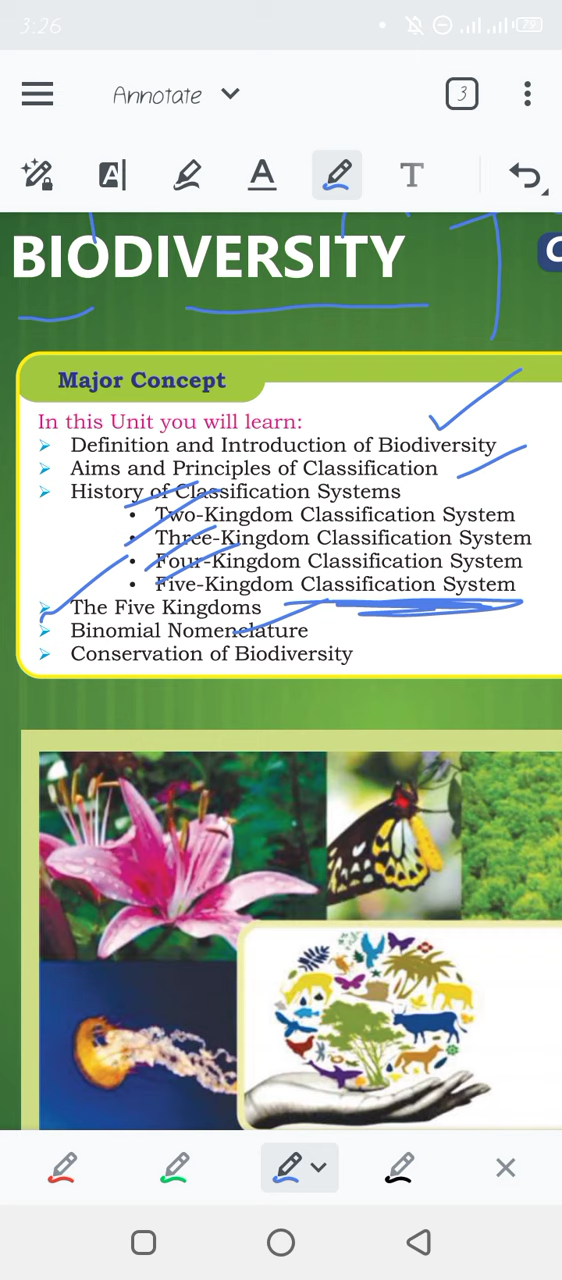 3:26
79
Annotate
3
A
A
T
BIODIVERSITY
C
Major Concept
In this Unit you will learn:
➢ Definition and Introduction of Biodiversity
➢ Aims and Principles of Classification
➢ History of Classification Systems
• Two-Kingdom Classification System
• Three-Kingdom Classification System
• Four-Kingdom Classification System
• Five-Kingdom Classification System
➢ The Five Kingdoms
➢ Binomial Nomenclature
➢ Conservation of Biodiversity